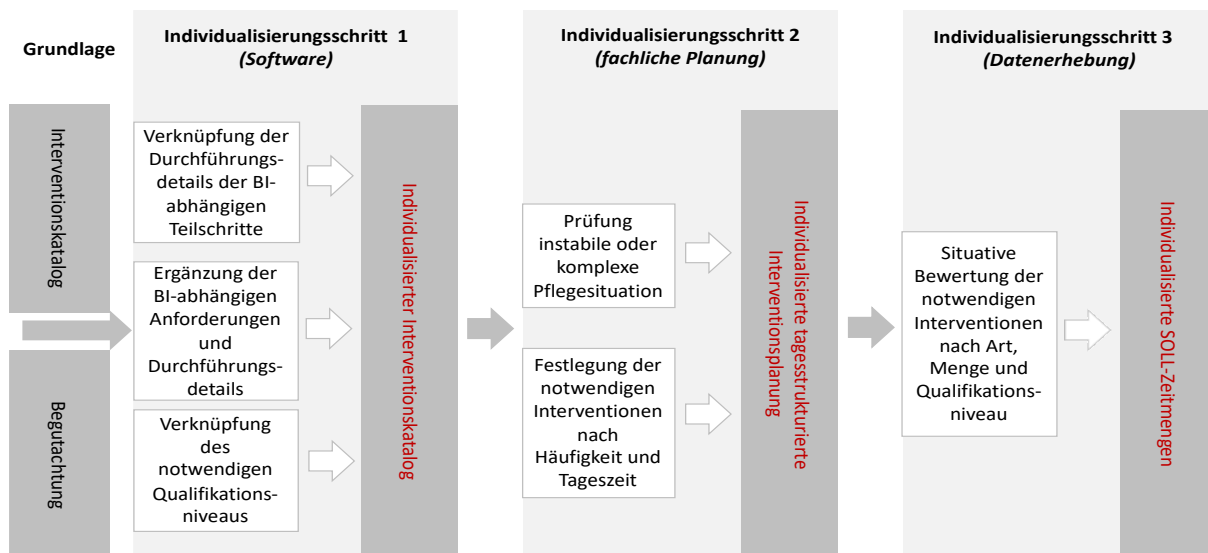 Grundlage
Interventionskatalog
Begutachtung
Individualisierungsschritt 1
(Software)
Verknüpfung der
Durchführungs-
details der BI-
abhängigen
Teilschritte
Ergänzung der
BI-abhängigen
Anforderungen
und
Durchführungs-
details
Verknüpfung
des
notwendigen
Qualifikations-
niveaus
Individualisierter Interventionskatalog
Individualisierungsschritt 2
(fachliche Planung)
Prüfung
instabile oder
komplexe
Pflegesituation
Festlegung der
notwendigen
Interventionen
nach
Häufigkeit und
Tageszeit
Individualisierte tagesstrukturierte
Interventionsplanung
Individualisierungsschritt 3
(Datenerhebung)
Situative
Bewertung der
notwendigen
Interventionen
nach Art,
Menge und
Qualifikations-
niveau
Individualisierte SOLL-Zeitmengen